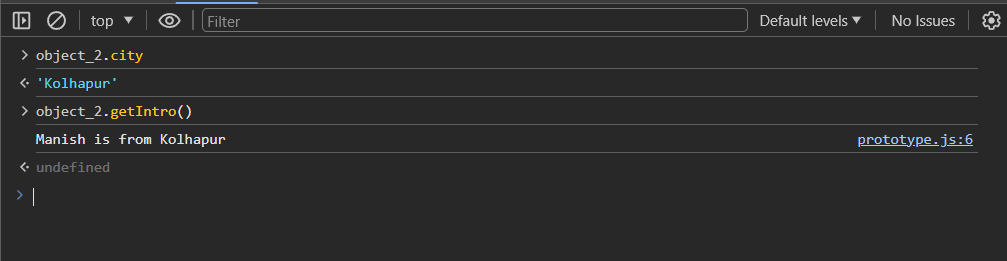 top ▼ Filter Default levels ▼ No Issues
> object_2.city
'Kolhapur'
> object_2.getIntro()
Manish is from Kolhapur prototype.js:6
undefined
>